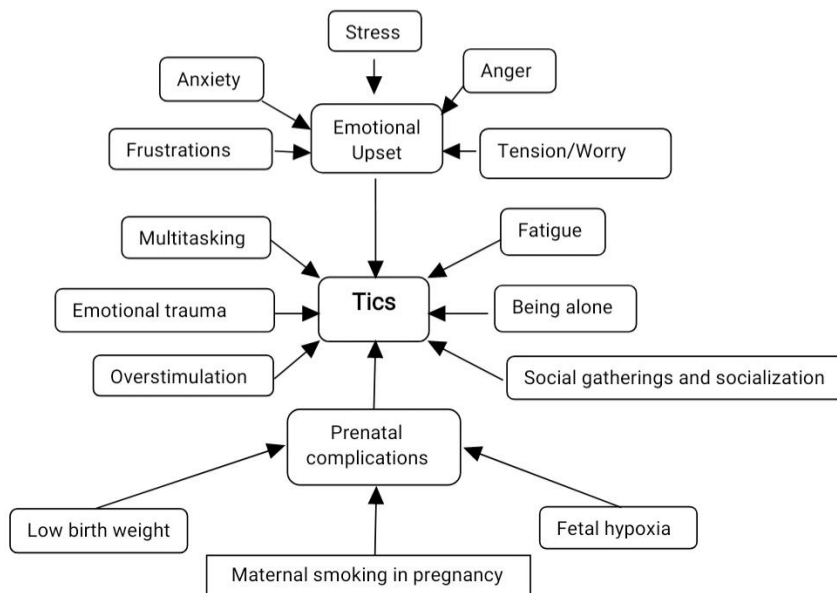 Stress
Anxiety
Anger
Emotional
Upset
Frustrations
Tension/Worry
Multitasking
Fatigue
Tics
Emotional trauma
Being alone
Overstimulation
Social gatherings and socialization
Prenatal
complications
Low birth weight
Fetal hypoxia
Maternal smoking in pregnancy